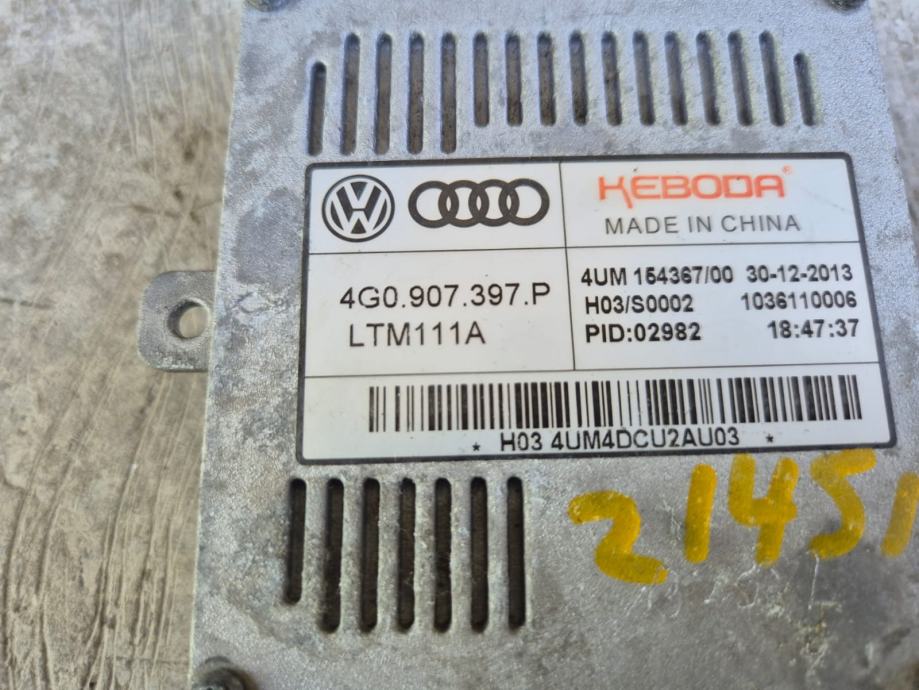 KEBODA®
MADE IN CHINA
4G0.907.397.P
LTM111A
4UM 154367/00 30-12-2013
H03/S0002 1036110006
PID:02982 18:47:37
* H03 4UM4DCU2AU03 *
21451